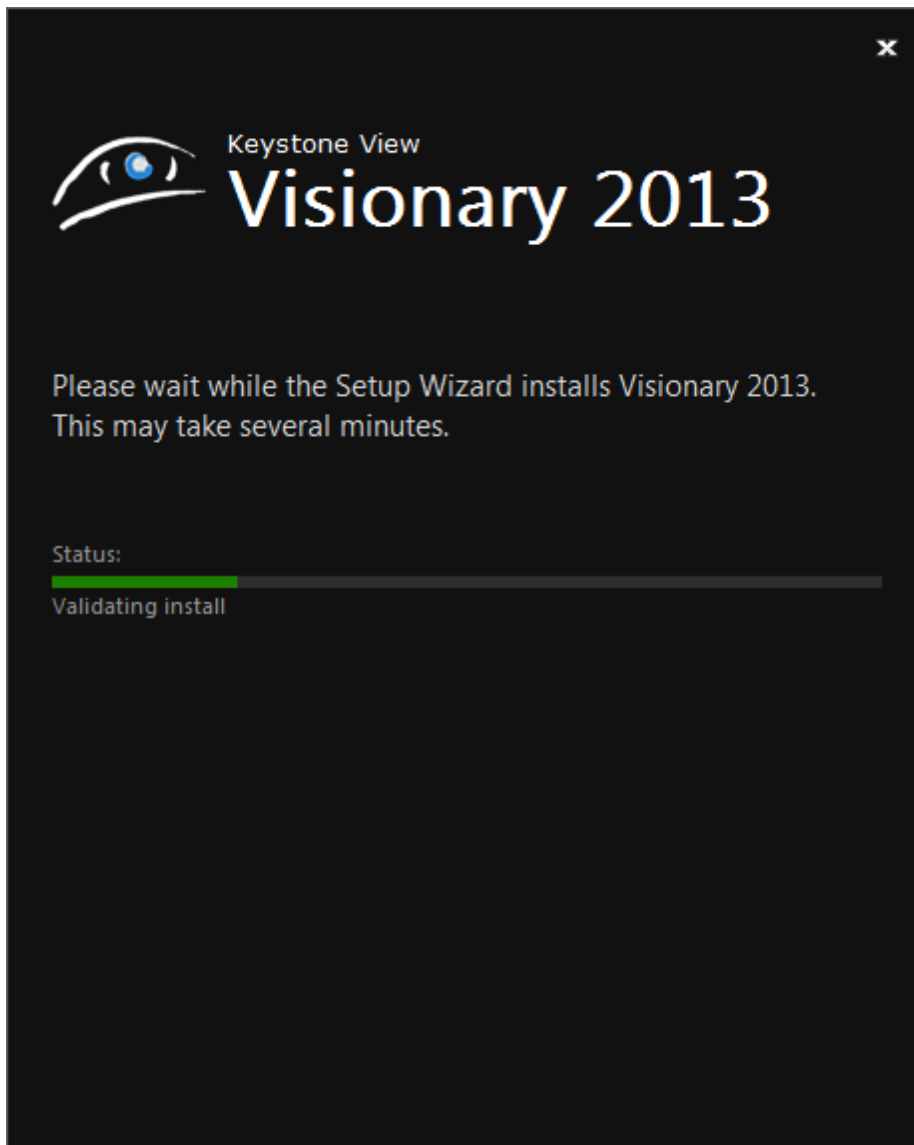 Keystone View
Visionary 2013
Please wait while the Setup Wizard installs Visionary 2013.
This may take several minutes.
Status:
Validating install